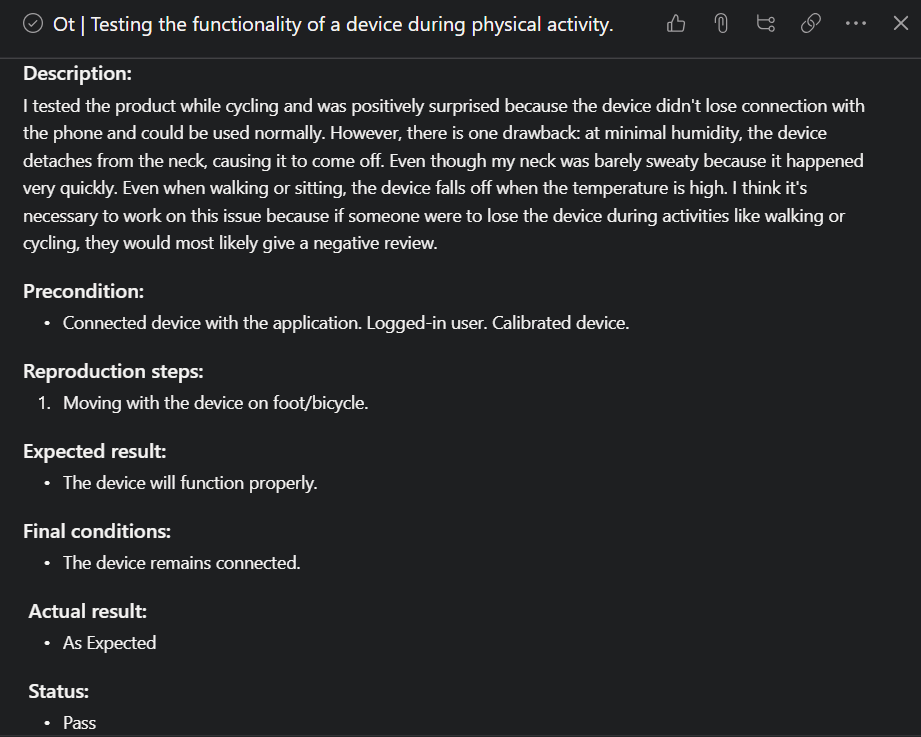 Ot | Testing the functionality of a device during physical activity.
Description:
I tested the product while cycling and was positively surprised because the device didn't lose connection with
the phone and could be used normally. However, there is one drawback: at minimal humidity, the device
detaches from the neck, causing it to come off. Even though my neck was barely sweaty because it happened
very quickly. Even when walking or sitting, the device falls off when the temperature is high. I think it's
necessary to work on this issue because if someone were to lose the device during activities like walking or
cycling, they would most likely give a negative review.
Precondition:
• Connected device with the application. Logged-in user. Calibrated device.
Reproduction steps:
1. Moving with the device on foot/bicycle.
Expected result:
• The device will function properly.
Final conditions:
• The device remains connected.
Actual result:
• As Expected
Status:
• Pass